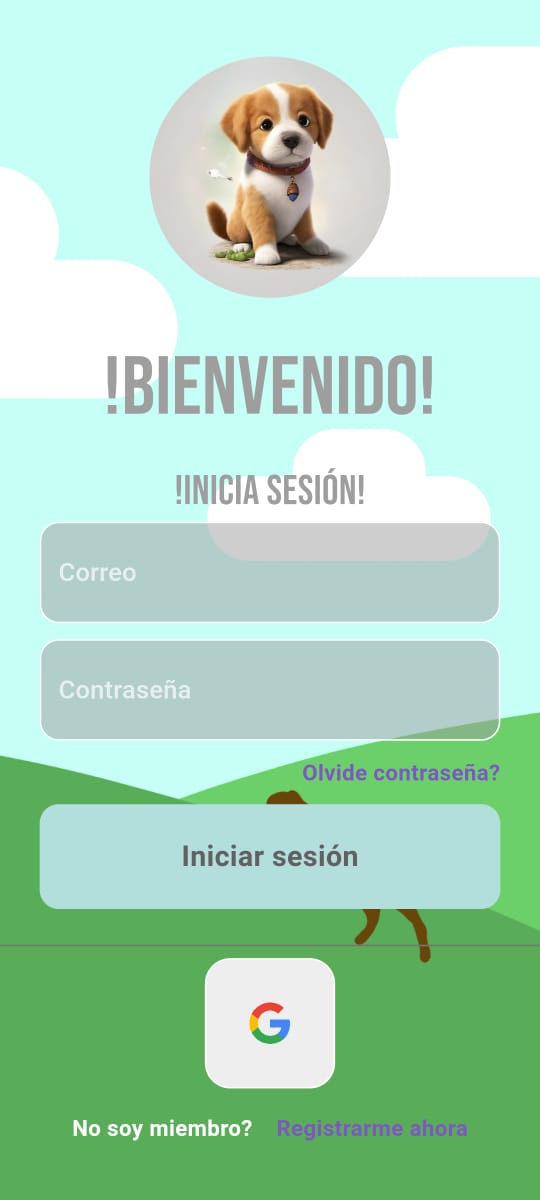 !BIENVENIDO!
!INICIA SESIÓN!
Correo
Contraseña
Olvide contraseña?
Iniciar sesión
No soy miembro? Registrarme ahora